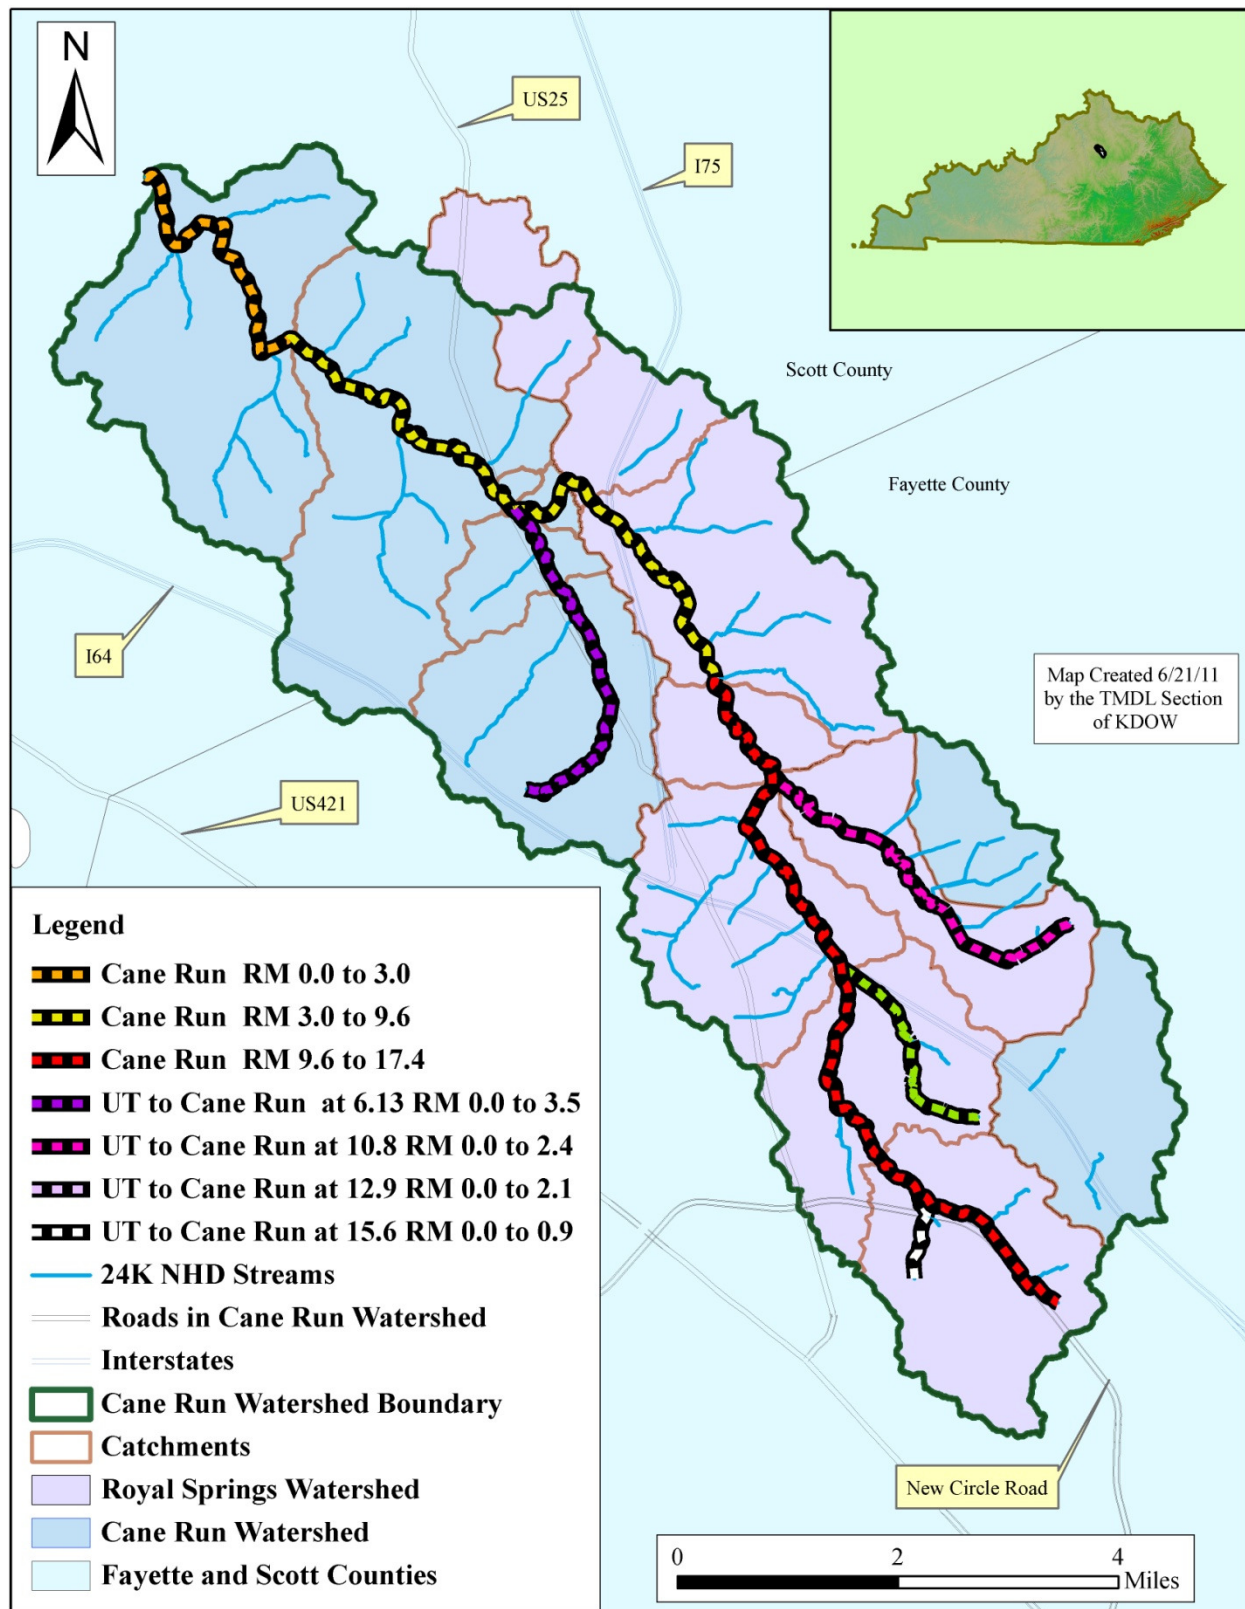 N
US25
I75
Scott County
Fayette County
I64
Map Created 6/21/11
by the TMDL Section
of KDOW
US421
Legend
Cane Run RM 0.0 to 3.0
Cane Run RM 3.0 to 9.6
Cane Run RM 9.6 to 17.4
UT to Cane Run at 6.13 RM 0.0 to 3.5
UT to Cane Run at 10.8 RM 0.0 to 2.4
UT to Cane Run at 12.9 RM 0.0 to 2.1
UT to Cane Run at 15.6 RM 0.0 to 0.9
24K NHD Streams
Roads in Cane Run Watershed
Interstates
Cane Run Watershed Boundary
Catchments
Royal Springs Watershed
Cane Run Watershed
Fayette and Scott Counties
New Circle Road
0 2 4
Miles